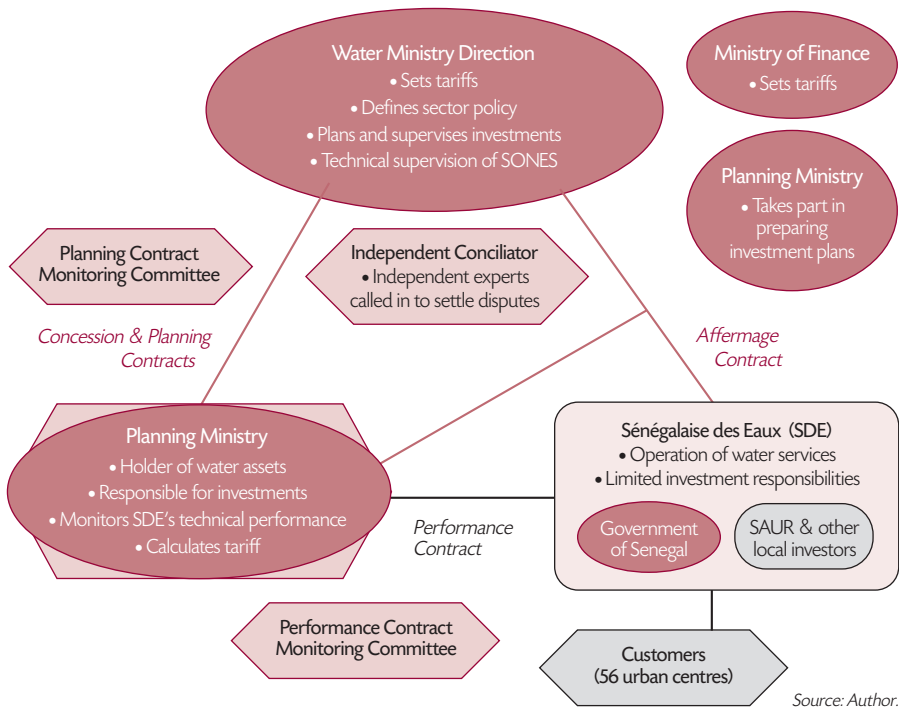 Water Ministry Direction
• Sets tariffs
• Defines sector policy
• Plans and supervises investments
• Technical supervision of SONES
Ministry of Finance
• Sets tariffs
Planning Ministry
• Takes part in
preparing
investment plans
Planning Contract
Monitoring Committee
Independent Conciliator
• Independent experts
called in to settle disputes
Concession & Planning
Contracts
Affermage
Contract
Planning Ministry
• Holder of water assets
• Responsible for investments
• Monitors SDE's technical performance
• Calculates tariff
Performance
Contract
Sénégalaise des Eaux (SDE)
• Operation of water services
• Limited investment responsibilities
Government
of Senegal
SAUR & other
local investors
Performance Contract
Monitoring Committee
Customers
(56 urban centres)
Source: Author.